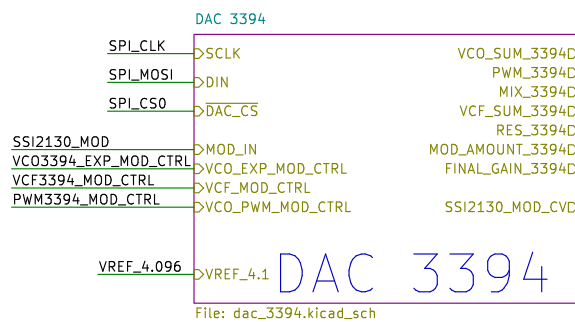 DAC 3394
SPI_CLK SCLK VCO_SUM_3394
PWM_3394
SPI_MOSI DIN
MIX_3394
SPI_CS0 DAC_CS VCF_SUM_3394
RES_3394
SSI2130_MOD MOD_IN MOD_AMOUNT_3394
VCO3394_EXP_MOD_CTRL VCO_EXP_MOD_CTRL FINAL_GAIN_3394
VCF3394_MOD_CTRL VCF_MOD_CTRL
PWM3394_MOD_CTRL VCO_PWM_MOD_CTRL SSI2130_MOD_CV
VREF_4.096 VREF_4.1
DAC 3394
File: dac_3394.kicad_sch